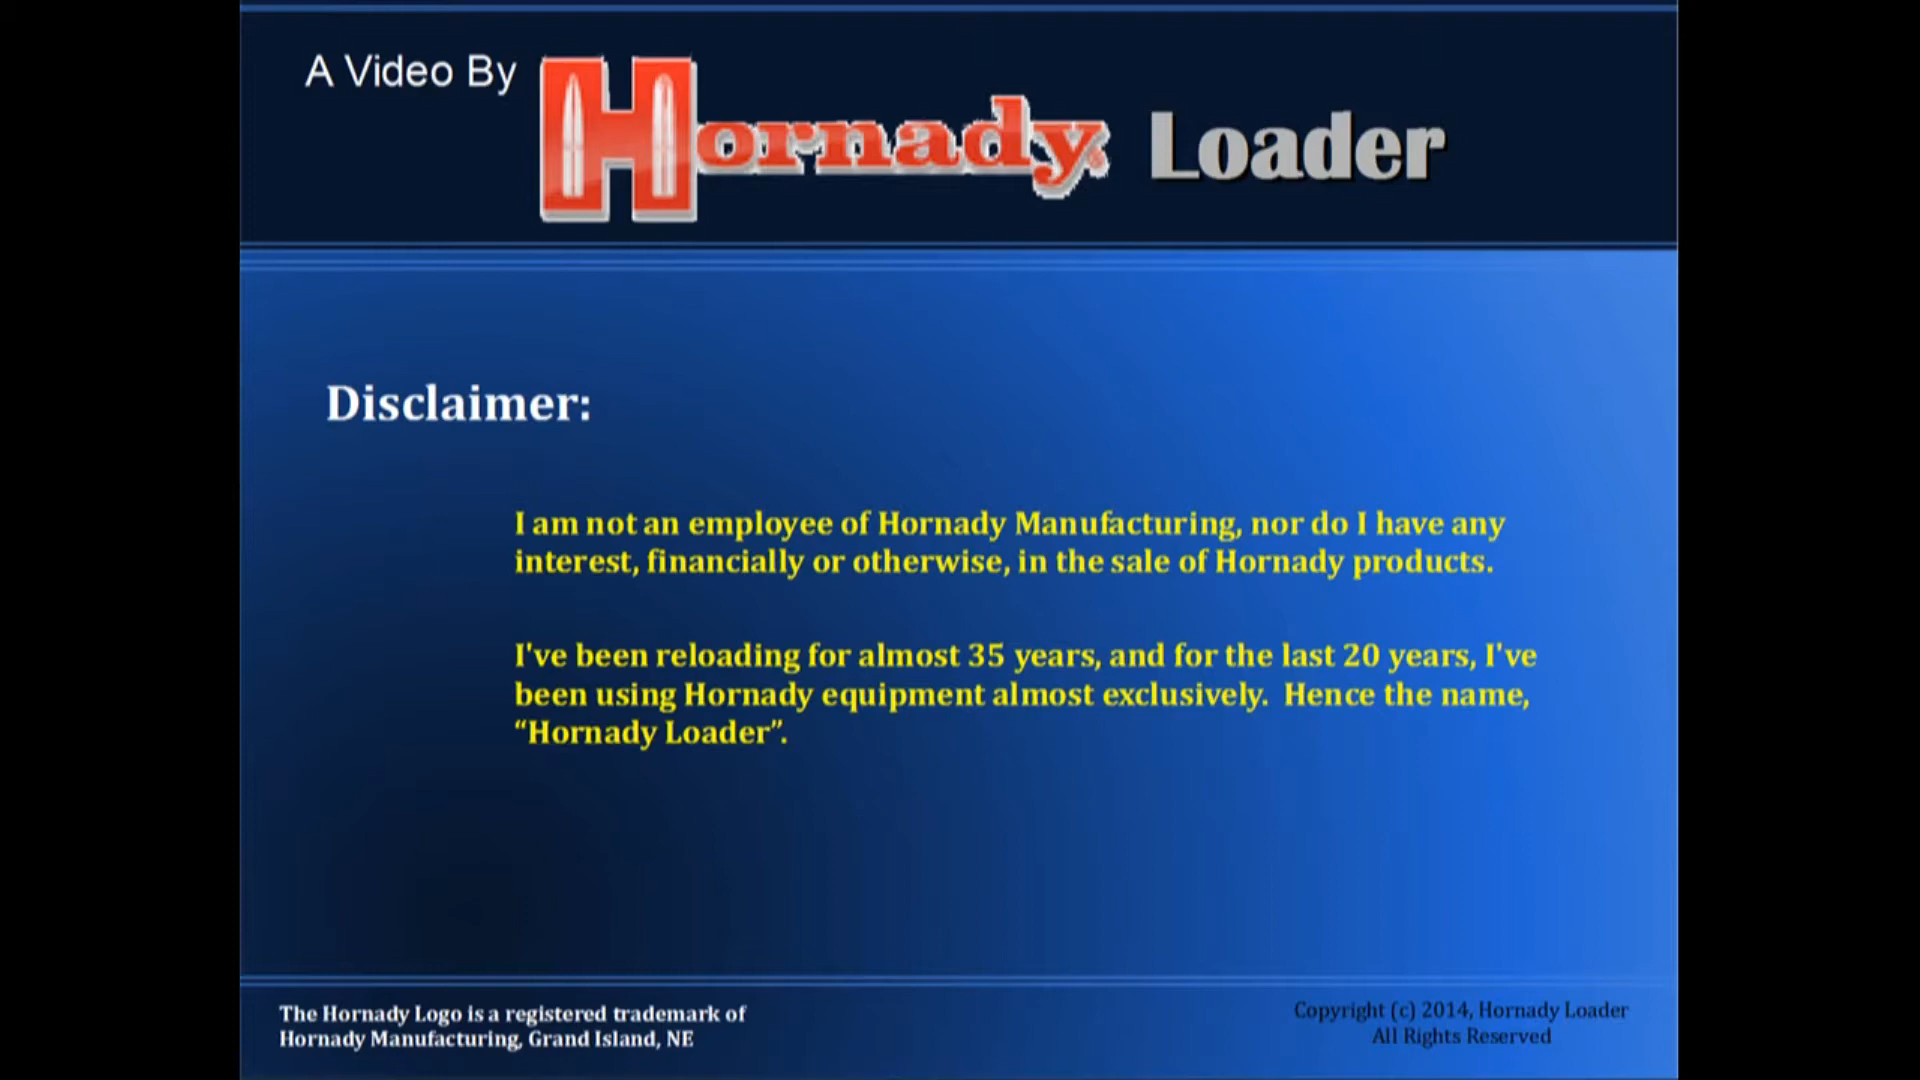 A Video By Hornady Loader
Disclaimer:
I am not an employee of Hornady Manufacturing, nor do I have any
interest, financially or otherwise, in the sale of Hornady products.
I've been reloading for almost 35 years, and for the last 20 years, I've
been using Hornady equipment almost exclusively.  Hence the name,
“Hornady Loader”.
The Hornady Logo is a registered trademark of
Hornady Manufacturing, Grand Island, NE
Copyright (c) 2014, Hornady Loader
All Rights Reserved